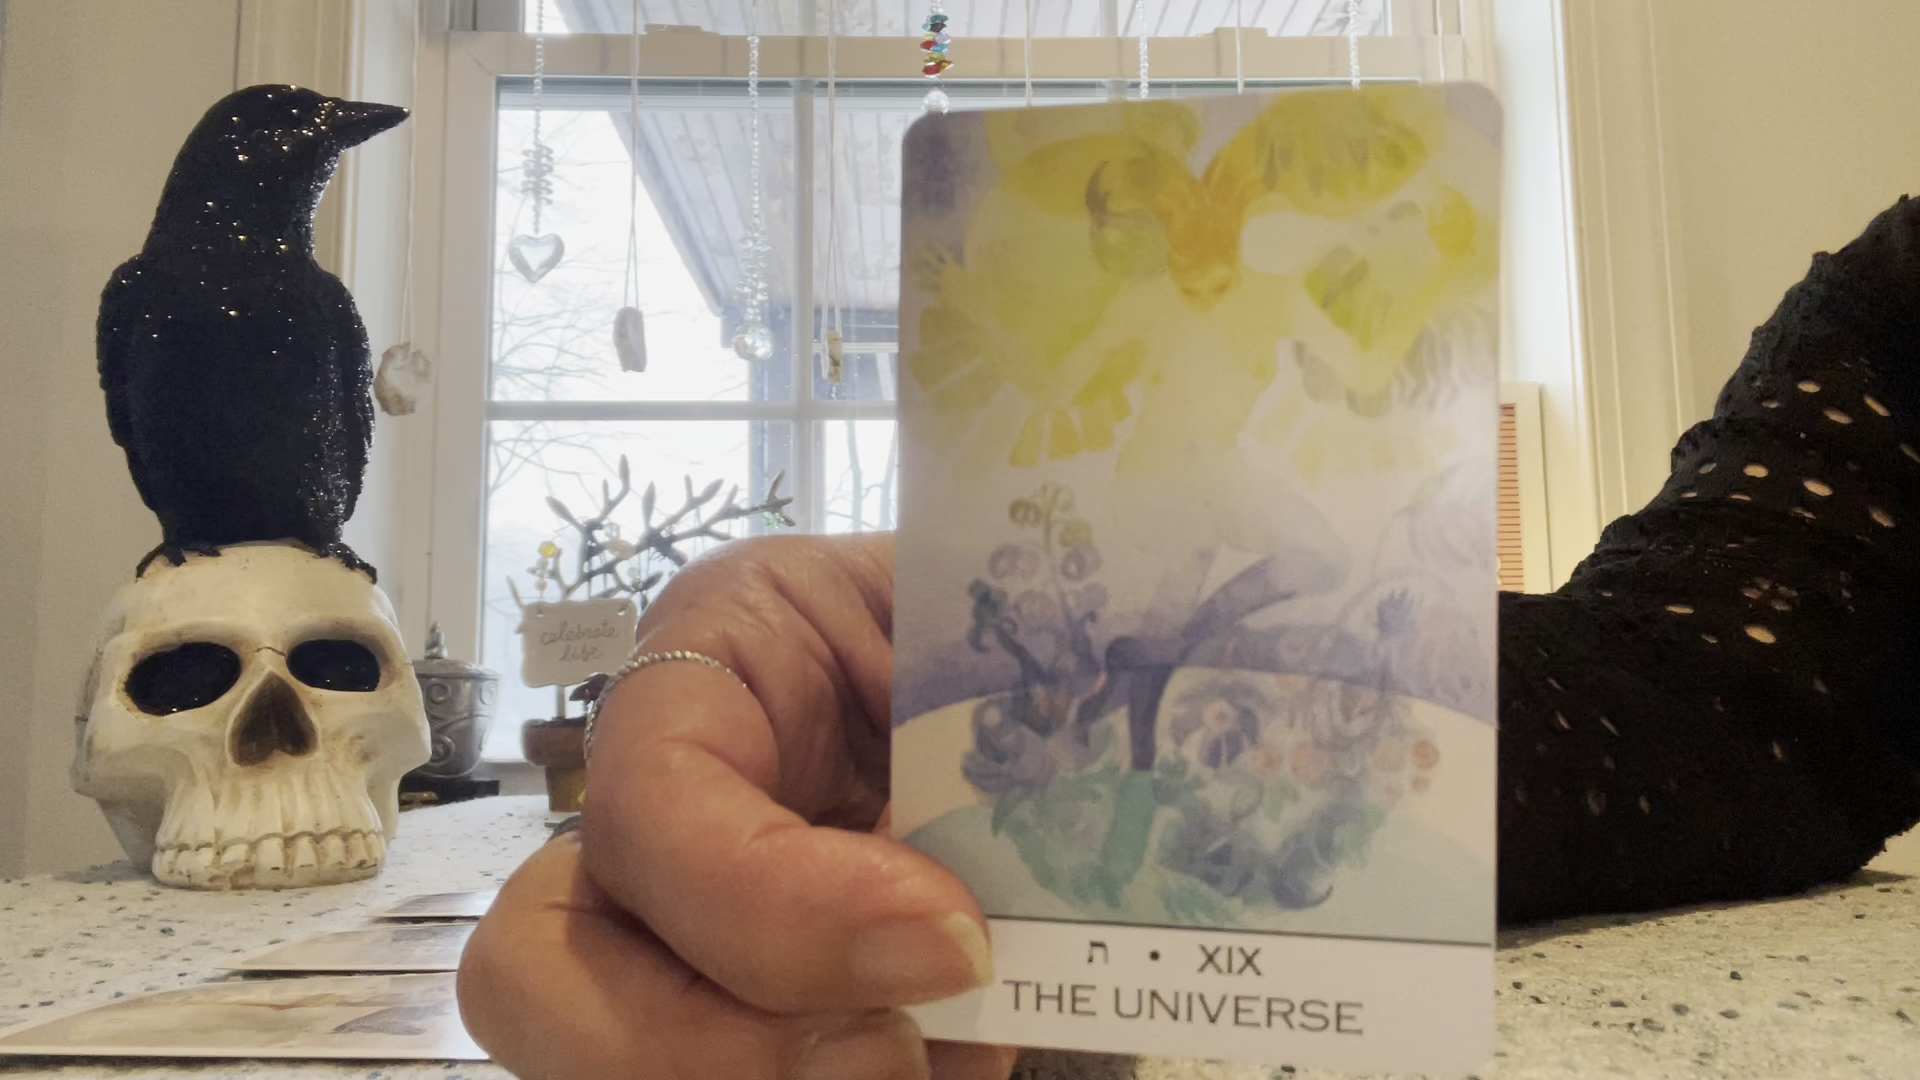 celebrate
life
ת • XIX
THE UNIVERSE